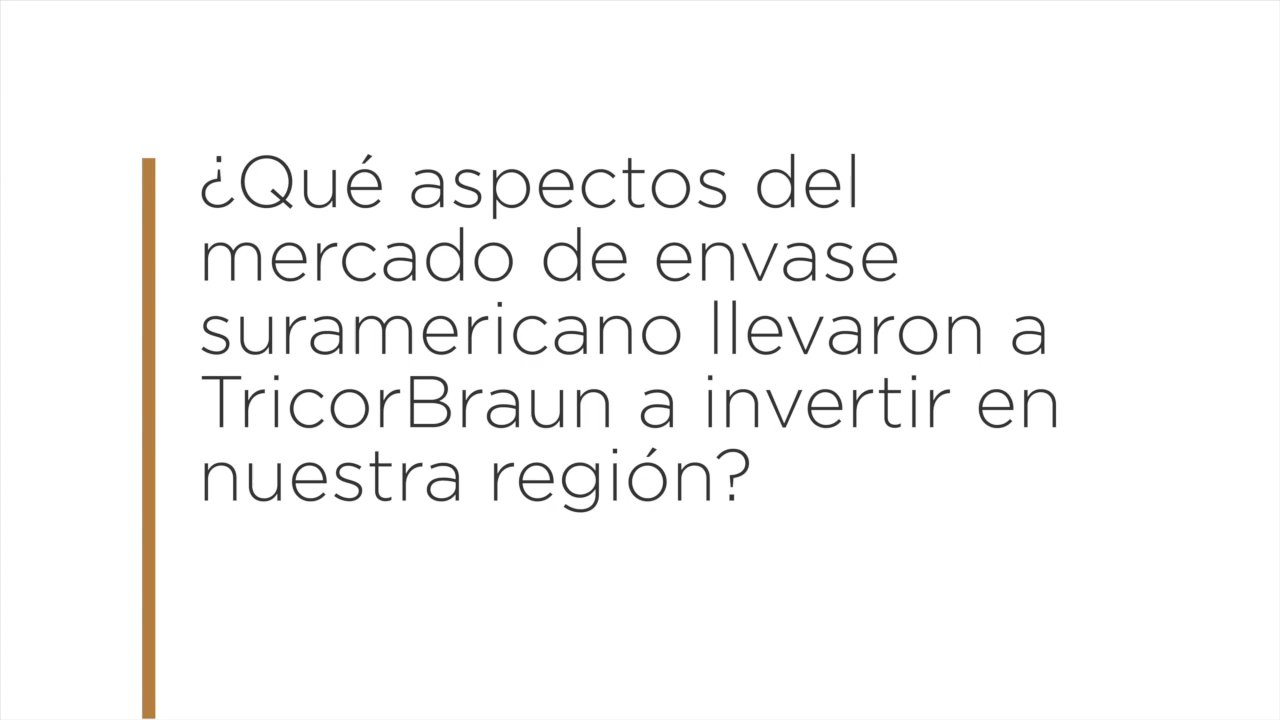 ¿Qué aspectos del
mercado de envase
suramericano llevaron a
TricorBraun a invertir en
nuestra región?